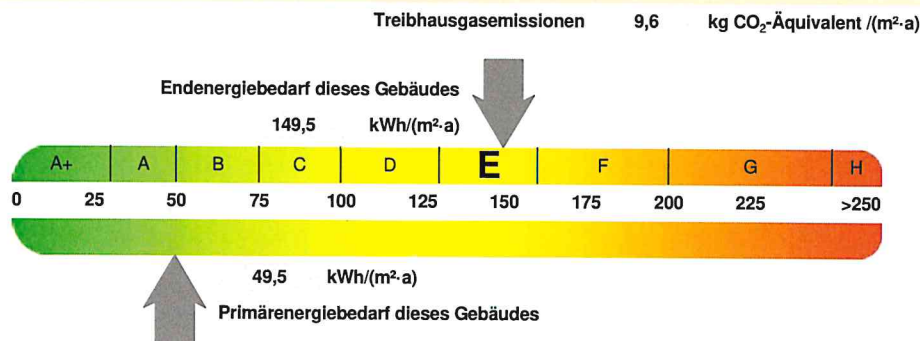 Treibhausgasemissionen 9,6 kg CO₂-Äquivalent /(m²·a)
Endenergiebedarf dieses Gebäudes
149,5 kWh/(m²·a)
A+ A B C D E F G H
0 25 50 75 100 125 150 175 200 225 >250
49,5 kWh/(m²·a)
Primärenergiebedarf dieses Gebäudes